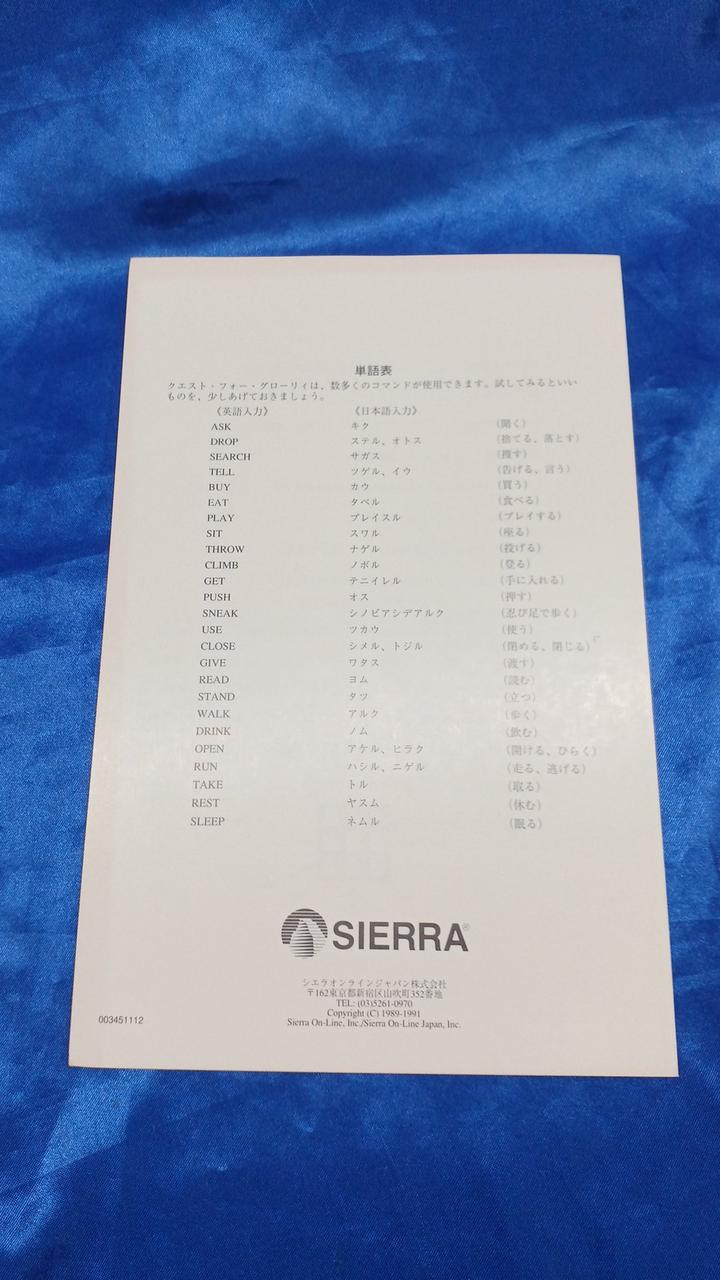 単語表
クエスト・フォー・グローリィは、数多くのコマンドが使用できます。試してみるといい
ものを、少しあげておきましょう。
《英語入力》 《日本語入力》
ASK キク (聞く)
DROP ステル、オトス (捨てる、落とす)
SEARCH サガス (捜す)
TELL ツゲル、イウ (告げる、言う)
BUY カウ (買う)
EAT タベル (食べる)
PLAY プレイスル (プレイする)
SIT スワル (座る)
THROW ナゲル (投げる)
CLIMB ノボル (登る)
GET テニイレル (手に入れる)
PUSH オス (押す)
SNEAK シノビアシデアルク (忍び足で歩く)
USE ツカウ (使う)
CLOSE シメル、トジル (閉める、閉じる)
GIVE ワタス (渡す)
READ ヨム (読む)
STAND タツ (立つ)
WALK アルク (歩く)
DRINK ノム (飲む)
OPEN アケル、ヒラク (開ける、ひらく)
RUN ハシル、ニゲル (走る、逃げる)
TAKE トル (取る)
REST ヤスム (休む)
SLEEP ネムル (眠る)
SIERRA®
シエラオンラインジャパン株式会社
〒162東京都新宿区山吹町352番地
TEL: (03)5261-0970
Copyright (C) 1989-1991
Sierra On-Line, Inc./Sierra On-Line Japan, Inc.
003451112